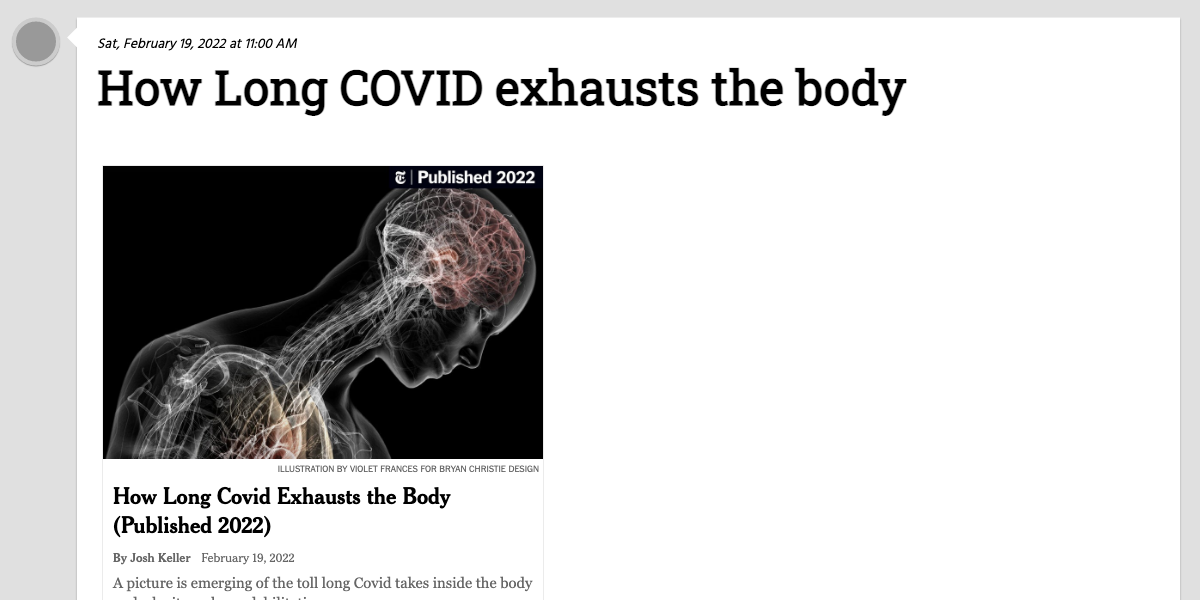 Sat, February 19, 2022 at 11:00 AM
How Long COVID exhausts the body
T | Published 2022
ILLUSTRATION BY VIOLET FRANCES FOR BRYAN CHRISTIE DESIGN
How Long Covid Exhausts the Body
(Published 2022)
By Josh Keller February 19, 2022
A picture is emerging of the toll long Covid takes inside the body